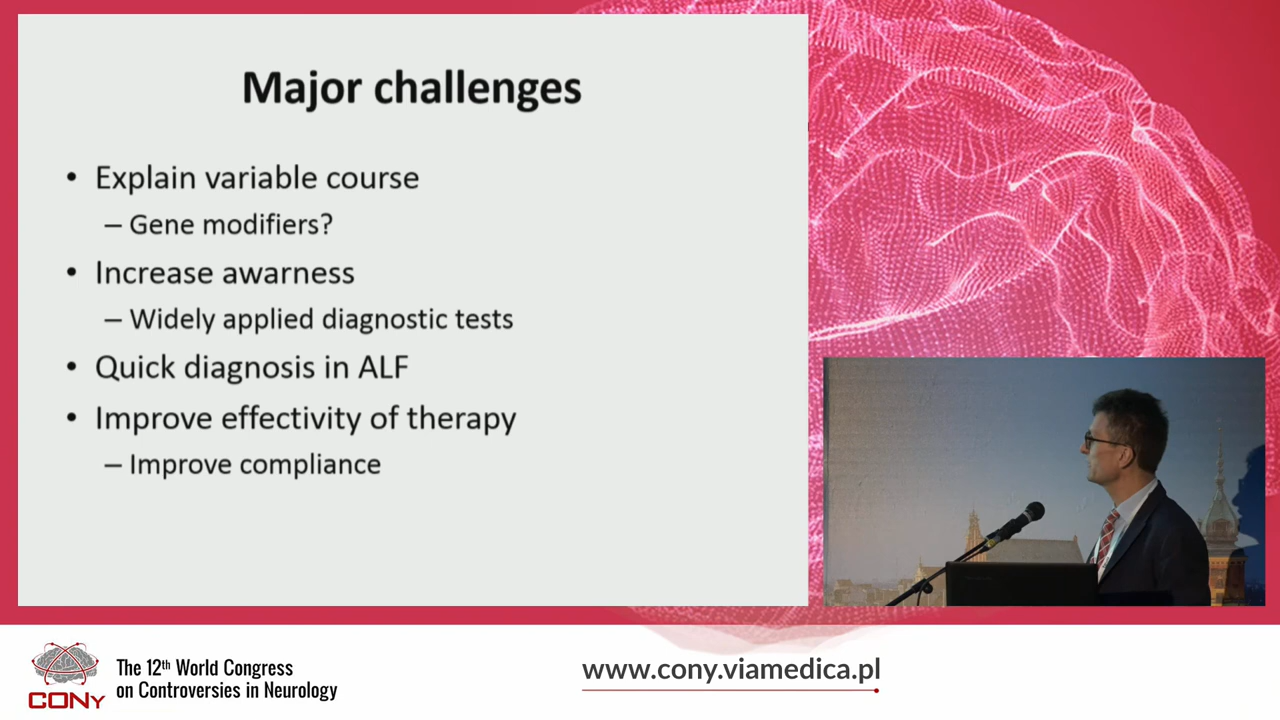 Major challenges
• Explain variable course
– Gene modifiers?
• Increase awarness
– Widely applied diagnostic tests
• Quick diagnosis in ALF
• Improve effectivity of therapy
– Improve compliance
CONy
The 12th World Congress
on Controversies in Neurology
www.cony.viamedica.pl